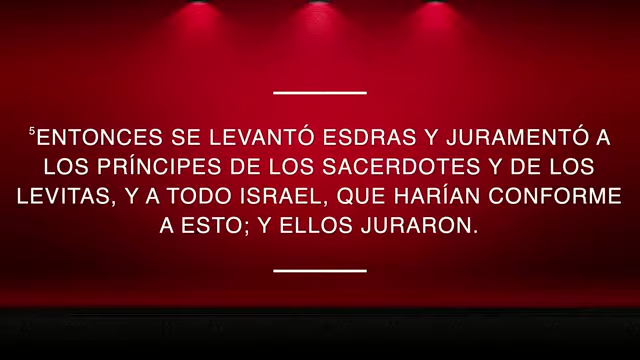 ⁵ENTONCES SE LEVANTÓ ESDRAS Y JURAMENTÓ A
LOS PRÍNCIPES DE LOS SACERDOTES Y DE LOS
LEVITAS, Y A TODO ISRAEL, QUE HARÍAN CONFORME
A ESTO; Y ELLOS JURARON.